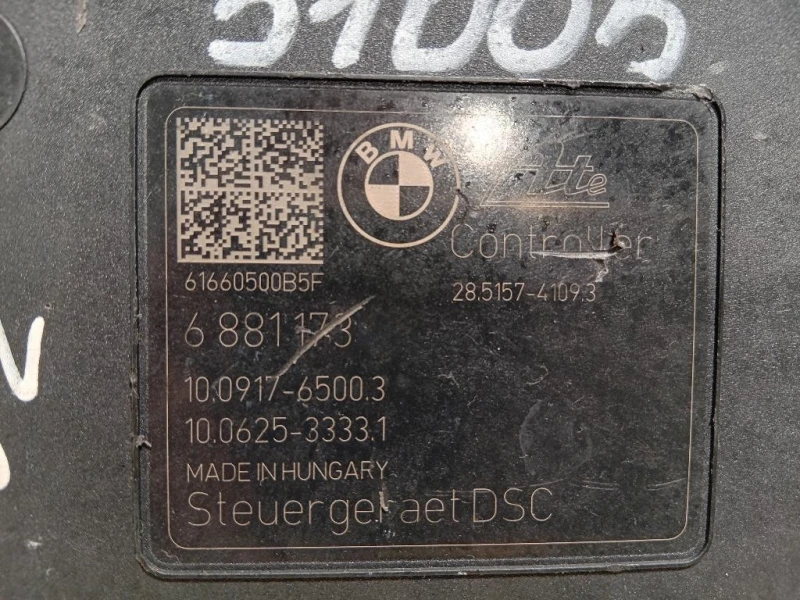 BMW
Ate
Controller
61660500B5F
28.5157-4109.3
6 881 173
10.0917-6500.3
10.0625-3333.1
MADE IN HUNGARY
Steuergeraet DSC